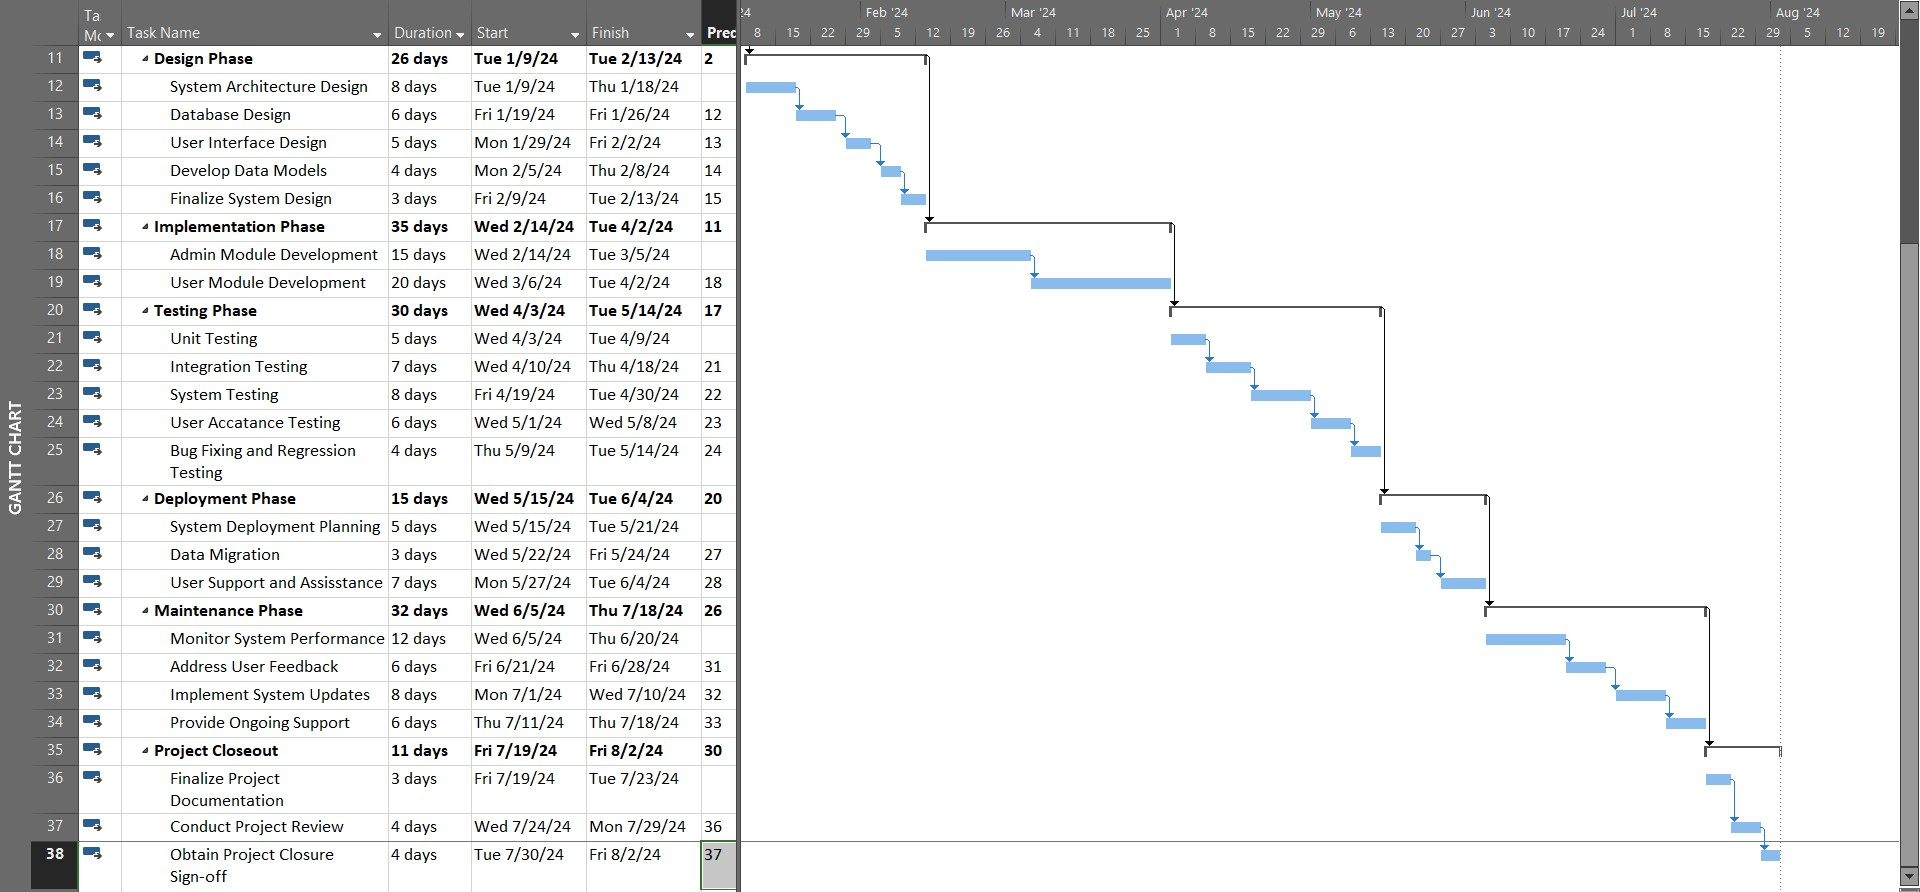 24 Feb '24 Mar '24 Apr '24 May '24 Jun '24 Jul '24 Aug '24
Ta
Mo Task Name Duration Start Finish Pred
8 15 22 29 5 12 19 26 4 11 18 25 1 8 15 22 29 6 13 20 27 3 10 17 24 1 8 15 22 29 5 12 19
11 Design Phase 26 days Tue 1/9/24 Tue 2/13/24 2
12 System Architecture Design 8 days Tue 1/9/24 Thu 1/18/24
13 Database Design 6 days Fri 1/19/24 Fri 1/26/24 12
14 User Interface Design 5 days Mon 1/29/24 Fri 2/2/24 13
15 Develop Data Models 4 days Mon 2/5/24 Thu 2/8/24 14
16 Finalize System Design 3 days Fri 2/9/24 Tue 2/13/24 15
17 Implementation Phase 35 days Wed 2/14/24 Tue 4/2/24 11
18 Admin Module Development 15 days Wed 2/14/24 Tue 3/5/24
19 User Module Development 20 days Wed 3/6/24 Tue 4/2/24 18
20 Testing Phase 30 days Wed 4/3/24 Tue 5/14/24 17
21 Unit Testing 5 days Wed 4/3/24 Tue 4/9/24
22 Integration Testing 7 days Wed 4/10/24 Thu 4/18/24 21
23 System Testing 8 days Fri 4/19/24 Tue 4/30/24 22
24 User Accatance Testing 6 days Wed 5/1/24 Wed 5/8/24 23
25 Bug Fixing and Regression 4 days Thu 5/9/24 Tue 5/14/24 24
Testing
26 Deployment Phase 15 days Wed 5/15/24 Tue 6/4/24 20
27 System Deployment Planning 5 days Wed 5/15/24 Tue 5/21/24
28 Data Migration 3 days Wed 5/22/24 Fri 5/24/24 27
29 User Support and Assisstance 7 days Mon 5/27/24 Tue 6/4/24 28
30 Maintenance Phase 32 days Wed 6/5/24 Thu 7/18/24 26
31 Monitor System Performance 12 days Wed 6/5/24 Thu 6/20/24
32 Address User Feedback 6 days Fri 6/21/24 Fri 6/28/24 31
33 Implement System Updates 8 days Mon 7/1/24 Wed 7/10/24 32
34 Provide Ongoing Support 6 days Thu 7/11/24 Thu 7/18/24 33
35 Project Closeout 11 days Fri 7/19/24 Fri 8/2/24 30
36 Finalize Project 3 days Fri 7/19/24 Tue 7/23/24
Documentation
37 Conduct Project Review 4 days Wed 7/24/24 Mon 7/29/24 36
38 Obtain Project Closure 4 days Tue 7/30/24 Fri 8/2/24 37
Sign-off
GANTT CHART